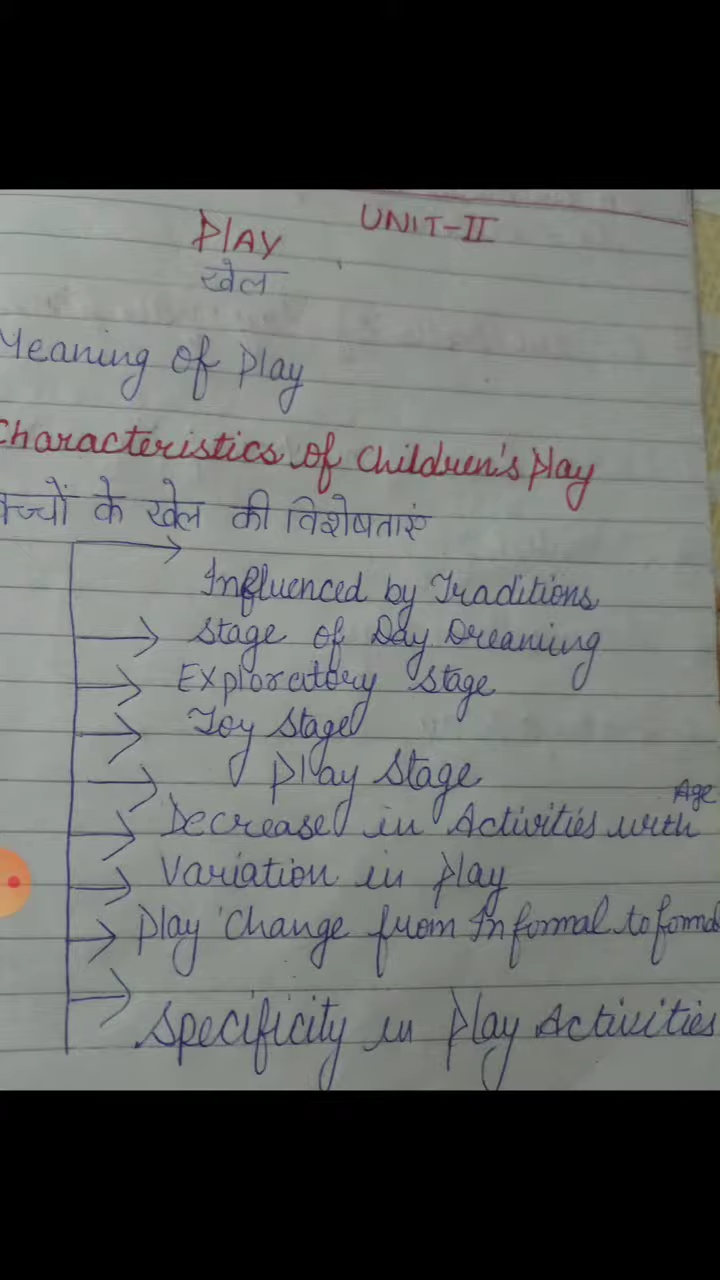 UNIT-II
PLAY
खेल
Meaning of Play
Characteristics of Children's Play
बच्चों के खेल की विशेषताएं
Influenced by Traditions
Stage of Day Dreaming
Exploratory Stage
Toy Stage
Play Stage
Decrease in Activities with Age
Variation in Play
Play Change from Informal to formal
Specificity in Play Activities